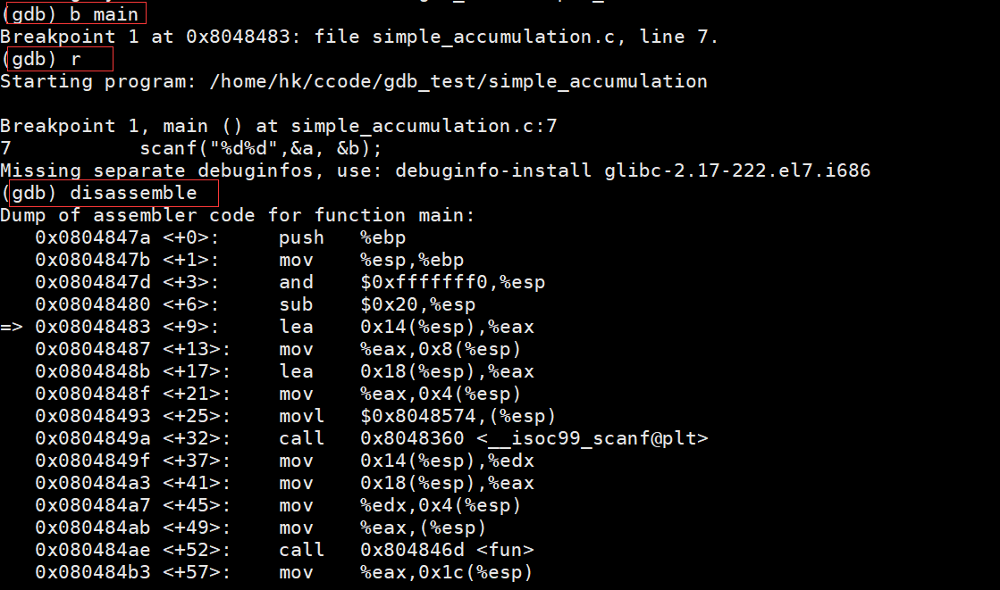 (gdb) b main
Breakpoint 1 at 0x8048483: file simple_accumulation.c, line 7.
(gdb) r
Starting program: /home/hk/ccode/gdb_test/simple_accumulation
Breakpoint 1, main () at simple_accumulation.c:7
7           scanf("%d%d",&a, &b);
Missing separate debuginfos, use: debuginfo-install glibc-2.17-222.el7.i686
(gdb) disassemble
Dump of assembler code for function main:
   0x0804847a <+0>:     push   %ebp
   0x0804847b <+1>:     mov    %esp,%ebp
   0x0804847d <+3>:     and    $0xfffffff0,%esp
   0x08048480 <+6>:     sub    $0x20,%esp
=> 0x08048483 <+9>:     lea    0x14(%esp),%eax
   0x08048487 <+13>:    mov    %eax,0x8(%esp)
   0x0804848b <+17>:    lea    0x18(%esp),%eax
   0x0804848f <+21>:    mov    %eax,0x4(%esp)
   0x08048493 <+25>:    movl   $0x8048574,(%esp)
   0x0804849a <+32>:    call   0x8048360 <__isoc99_scanf@plt>
   0x0804849f <+37>:    mov    0x14(%esp),%edx
   0x080484a3 <+41>:    mov    0x18(%esp),%eax
   0x080484a7 <+45>:    mov    %edx,0x4(%esp)
   0x080484ab <+49>:    mov    %eax,(%esp)
   0x080484ae <+52>:    call   0x804846d <fun>
   0x080484b3 <+57>:    mov    %eax,0x1c(%esp)